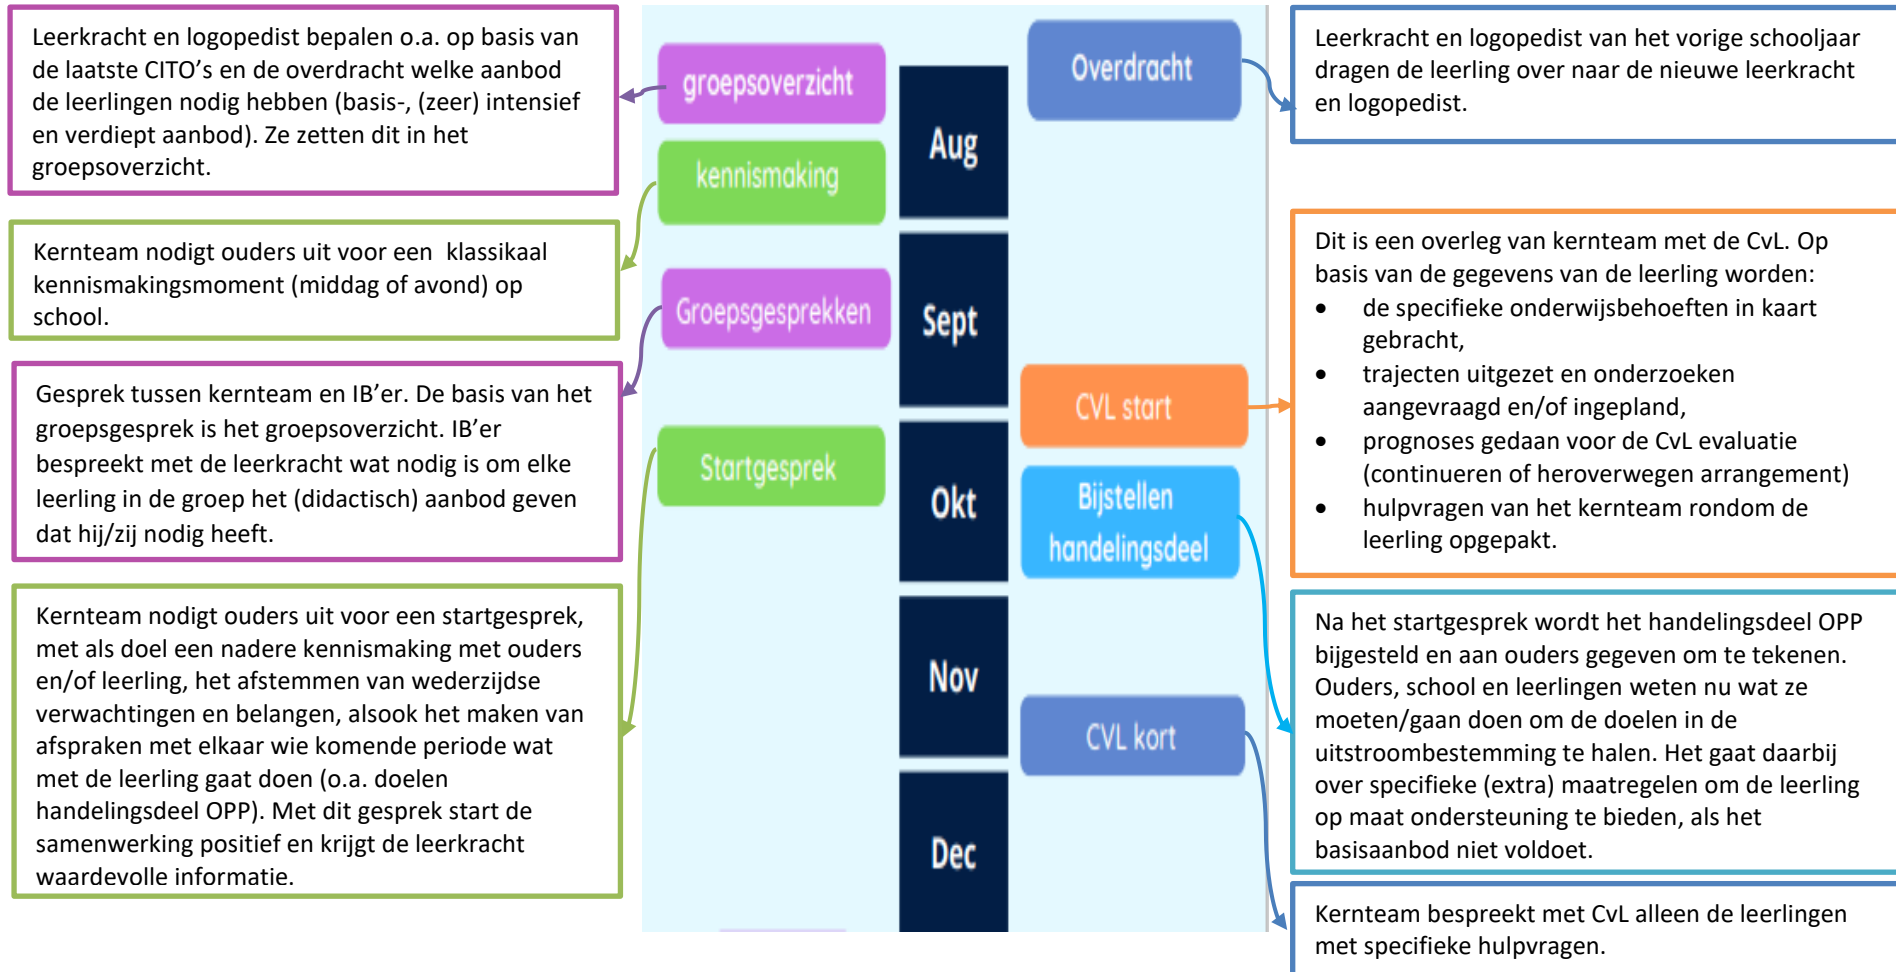 Leerkracht en logopedist bepalen o.a. op basis van
de laatste CITO's en de overdracht welke aanbod
de leerlingen nodig hebben (basis-, (zeer) intensief
en verdiept aanbod). Ze zetten dit in het
groepsoverzicht.
Kernteam nodigt ouders uit voor een  klassikaal
kennismakingsmoment (middag of avond) op
school.
Gesprek tussen kernteam en IB'er. De basis van het
groepsgesprek is het groepsoverzicht. IB'er
bespreekt met de leerkracht wat nodig is om elke
leerling in de groep het (didactisch) aanbod geven
dat hij/zij nodig heeft.
Kernteam nodigt ouders uit voor een startgesprek,
met als doel een nadere kennismaking met ouders
en/of leerling, het afstemmen van wederzijdse
verwachtingen en belangen, alsook het maken van
afspraken met elkaar wie komende periode wat
met de leerling gaat doen (o.a. doelen
handelingsdeel OPP). Met dit gesprek start de
samenwerking positief en krijgt de leerkracht
waardevolle informatie.
groepsoverzicht
kennismaking
Groepsgesprekken
Startgesprek
Aug
Sept
Okt
Nov
Dec
Overdracht
CVL start
Bijstellen
handelingsdeel
CVL kort
Leerkracht en logopedist van het vorige schooljaar
dragen de leerling over naar de nieuwe leerkracht
en logopedist.
Dit is een overleg van kernteam met de CvL. Op
basis van de gegevens van de leerling worden:
• de specifieke onderwijsbehoeften in kaart
gebracht,
• trajecten uitgezet en onderzoeken
aangevraagd en/of ingepland,
• prognoses gedaan voor de CvL evaluatie
(continueren of heroverwegen arrangement)
• hulpvragen van het kernteam rondom de
leerling opgepakt.
Na het startgesprek wordt het handelingsdeel OPP
bijgesteld en aan ouders gegeven om te tekenen.
Ouders, school en leerlingen weten nu wat ze
moeten/gaan doen om de doelen in de
uitstroombestemming te halen. Het gaat daarbij
over specifieke (extra) maatregelen om de leerling
op maat ondersteuning te bieden, als het
basisaanbod niet voldoet.
Kernteam bespreekt met CvL alleen de leerlingen
met specifieke hulpvragen.